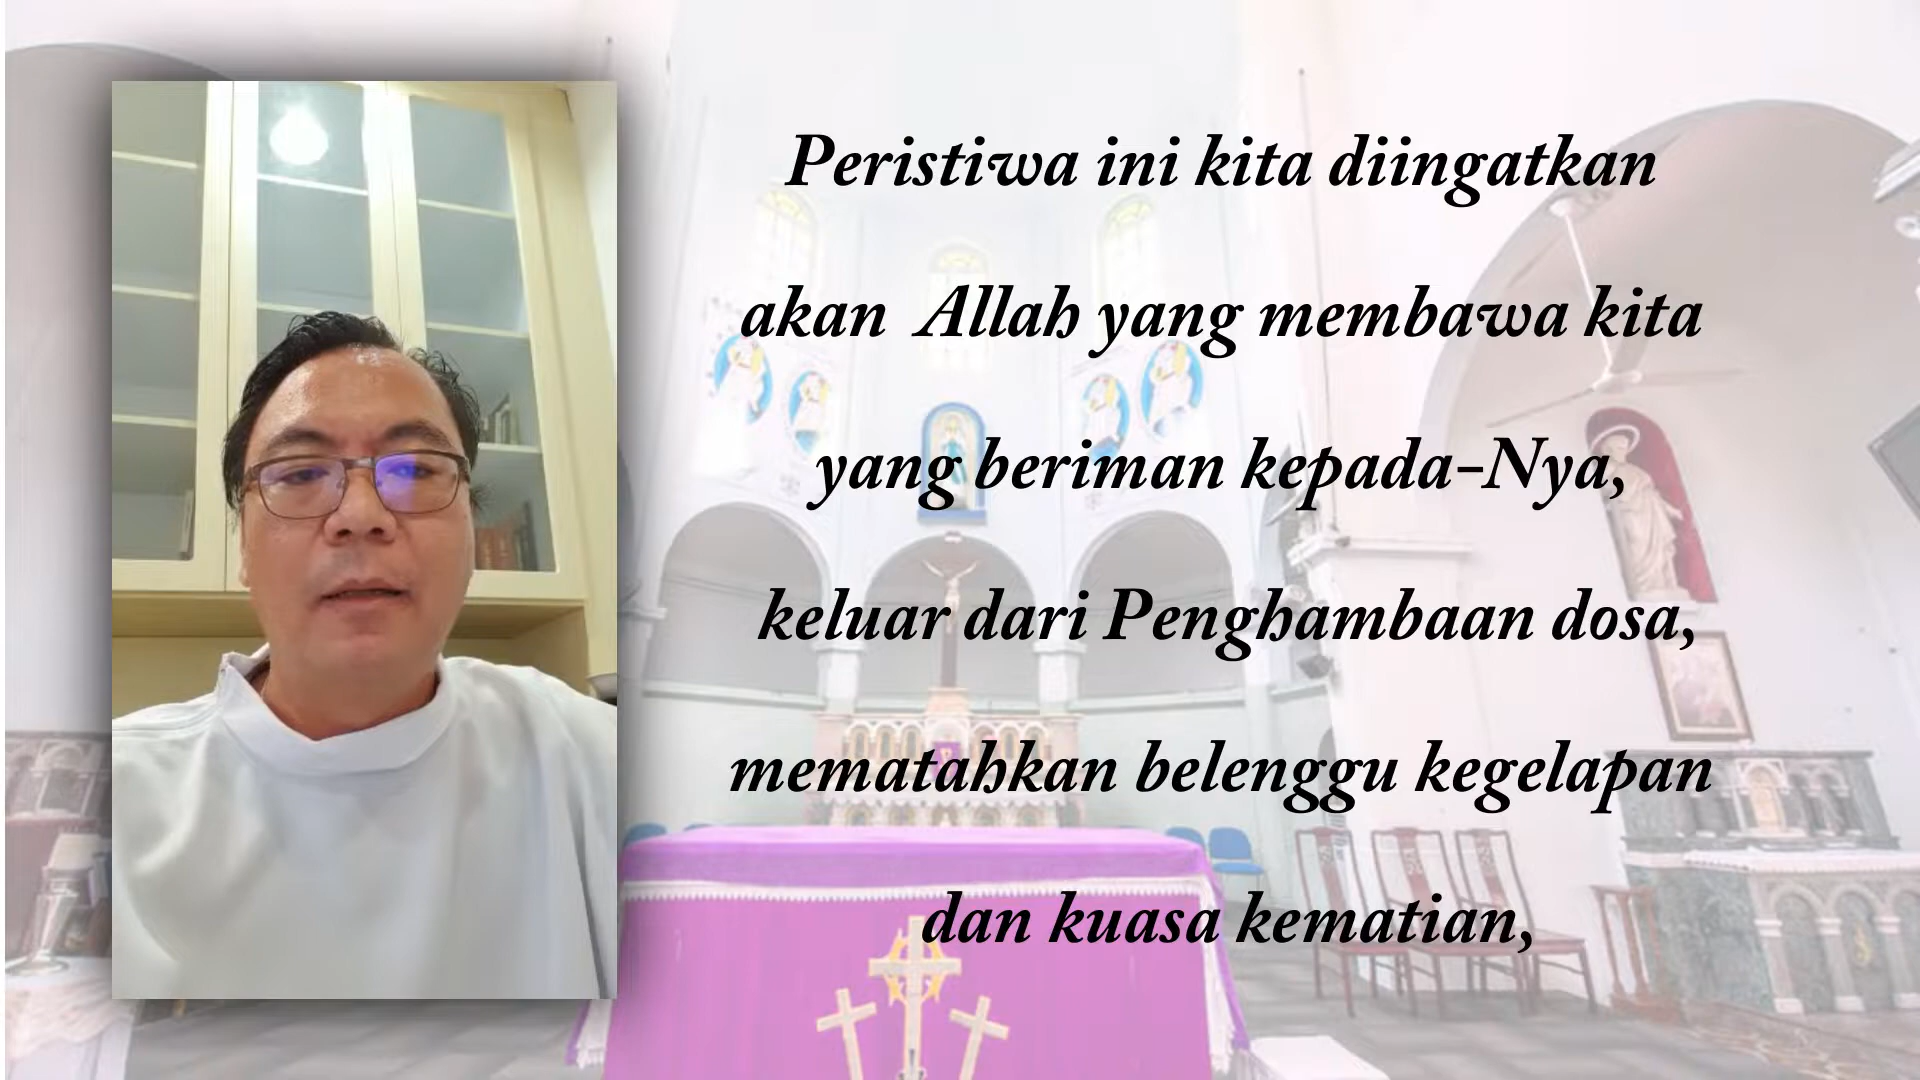 Peristiwa ini kita diingatkan
akan Allah yang membawa kita
yang beriman kepada-Nya,
keluar dari Penghambaan dosa,
mematahkan belenggu kegelapan
dan kuasa kematian,